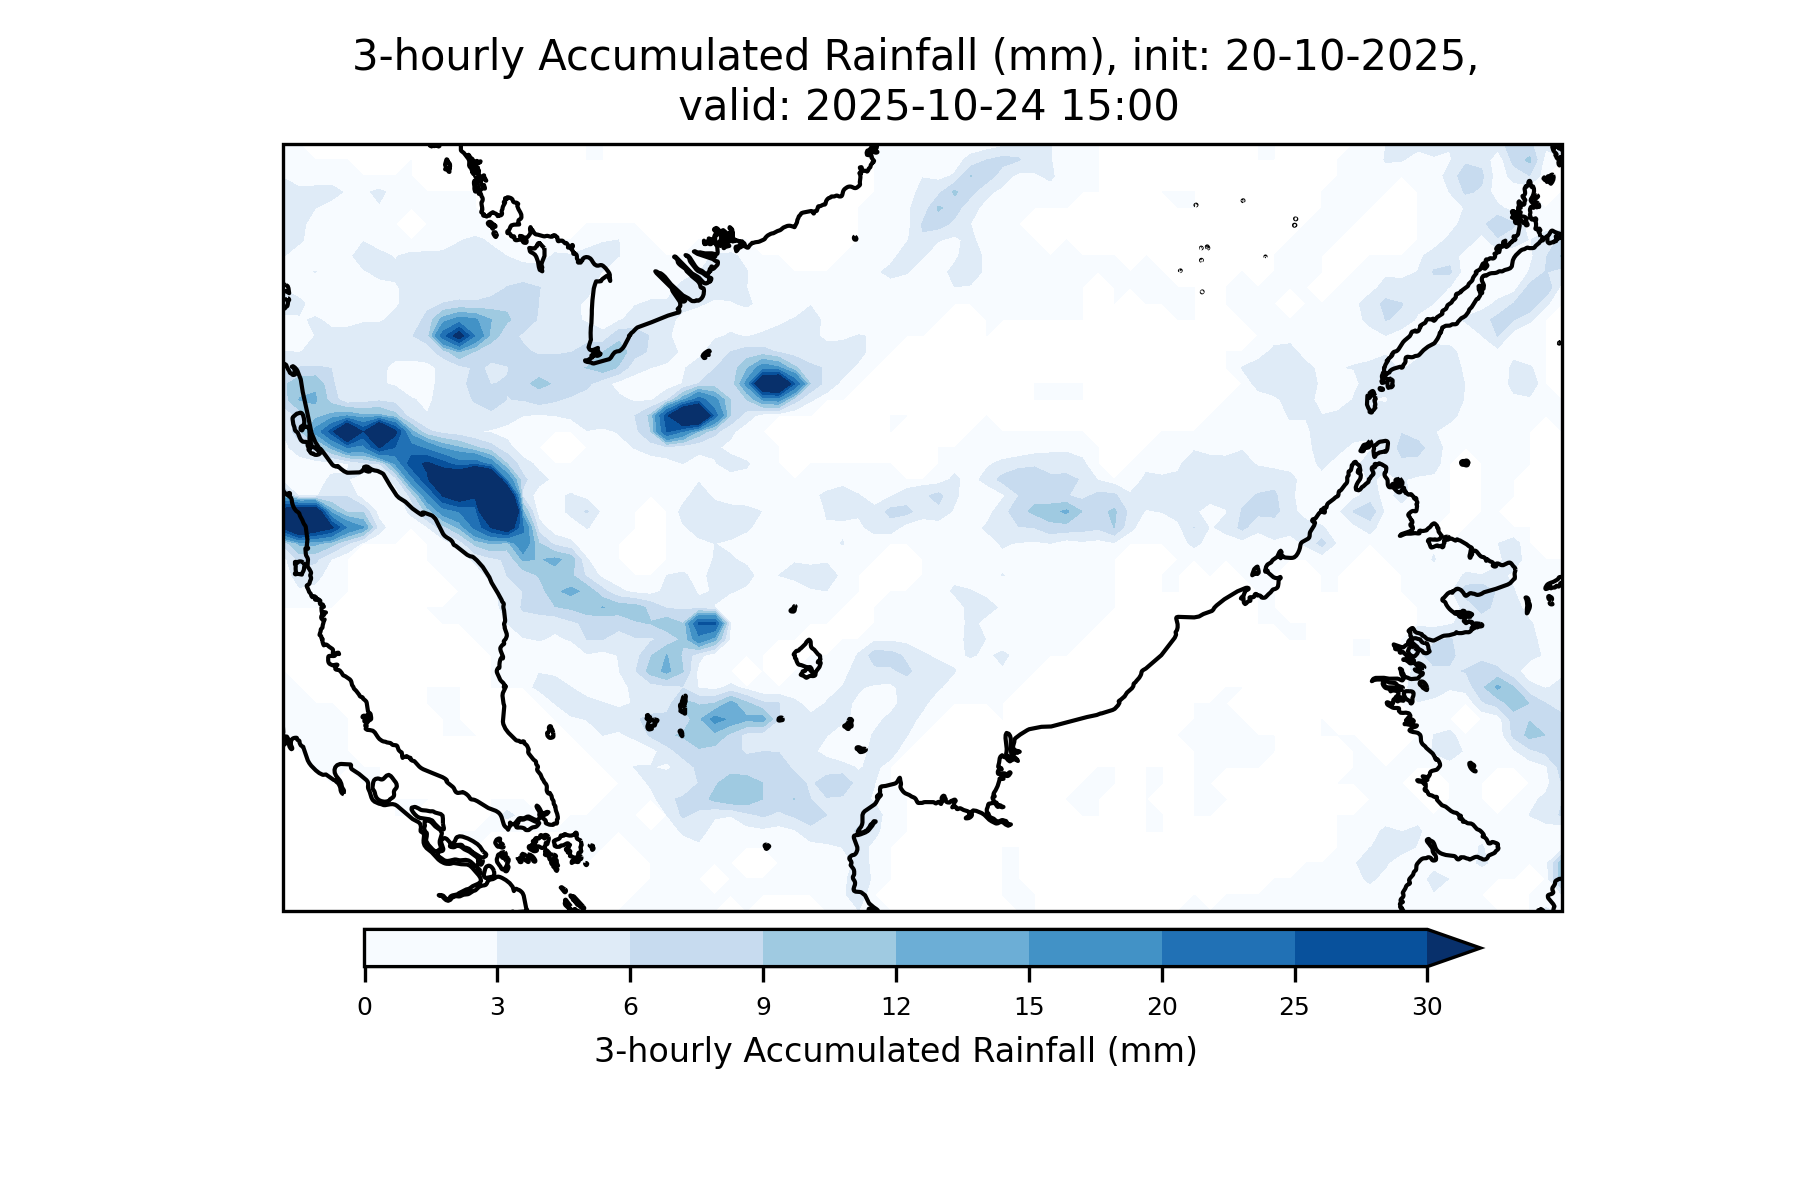 3-hourly Accumulated Rainfall (mm), init: 20-10-2025,
valid: 2025-10-24 15:00
0 3 6 9 12 15 20 25 30
3-hourly Accumulated Rainfall (mm)